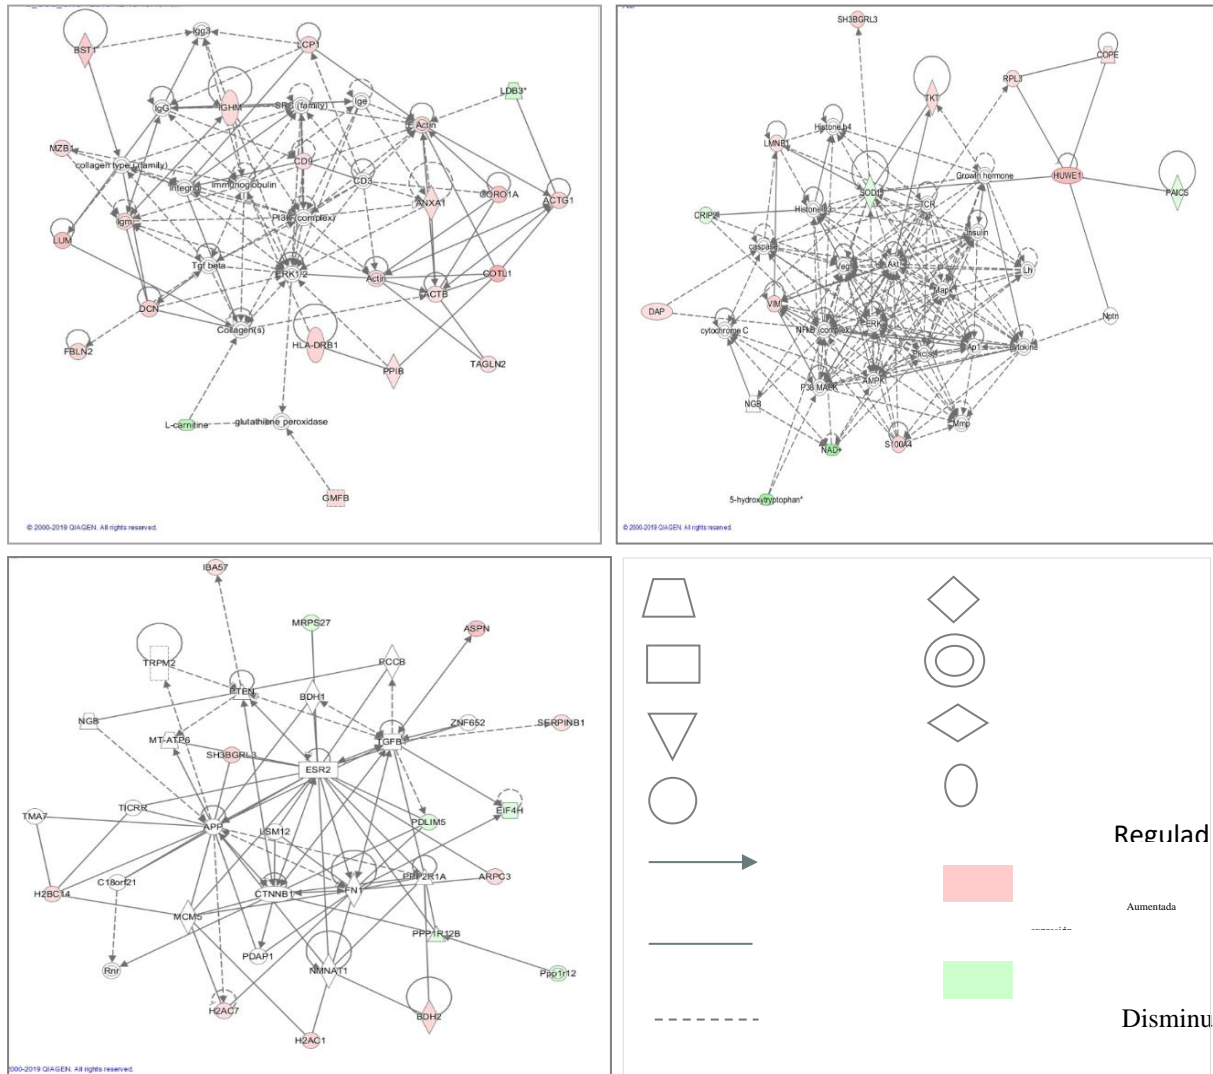 BST1
Igg3
LCP1
LDB3*
IgG
IGHM
SRC (family)
Ige
Actin
MZB1
collagen type I (family)
CD9
Integrin
Immunoglobulin
CD3
CORO1A
ANXA1
ACTG1
Igm
PI3K (complex)
LUM
Tgf beta
ERK1/2
Actin
COTL1
DCN
ACTB
Collagen(s)
FBLN2
HLA-DRB1
PPIB
TAGLN2
L-carnitine
glutathione peroxidase
GMFB
© 2000-2019 QIAGEN. All rights reserved.
SH3BGRL3
COPE
RPL3
TKT
Histone h4
LMNB1
Growth hormone
HUWE1
SOD1
PAICS
CRIP2
Histone h3
TCR
Insulin
caspase
Vegf
Akt
Lh
Mapk
DAP
VIM
cytochrome C
NFkB (complex)
ERK
Nptn
Pkc(s)
Ap1
cytokine
P38 MAPK
AMPK
NGB
Mmp
NAD+
S100A4
5-hydroxytryptophan*
© 2000-2019 QIAGEN. All rights reserved.
IBA57
MRPS27
ASPN
TRPM2
PCCB
PTEN
BDH1
NGB
ZNF652
SERPINB1
MT-ATP6
TGFB1
SH3BGRL3
ESR2
EIF4H
TMA7
TICRR
PDLIM5
APP
LSM12
C18orf21
PPP2R1A
ARPC3
H2BC14
CTNNB1
FN1
MCM5
PPP1R12B
PDAP1
Rnr
NMNAT1
Ppp1r12
H2AC7
BDH2
H2AC1
2000-2019 QIAGEN. All rights reserved.
Regulad
Aumentada
Disminu